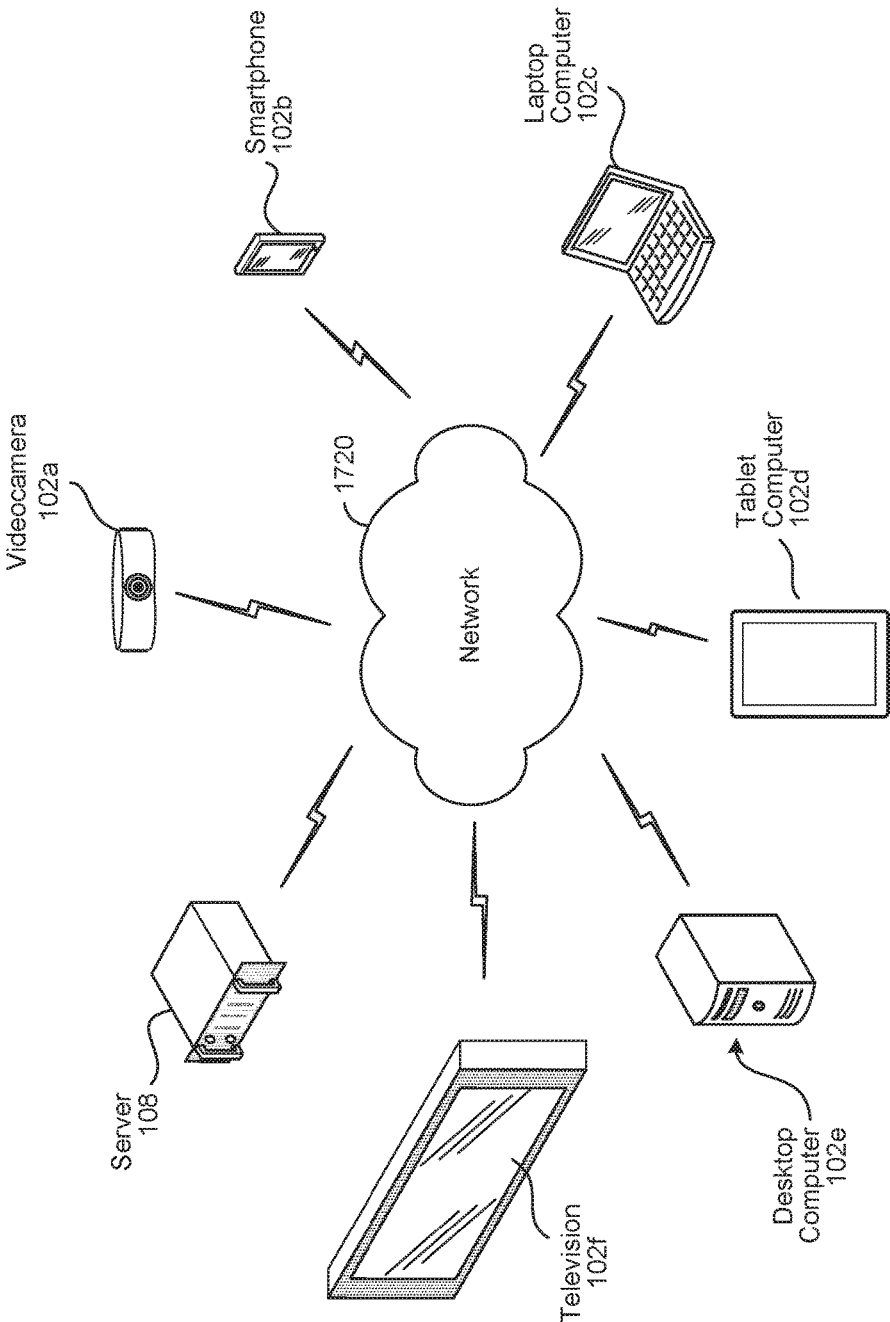 Videocamera
102a
Smartphone
102b
Server
108
1720
Laptop
Computer
102c
Network
Television
102f
Tablet
Computer
102d
Desktop
Computer
102e